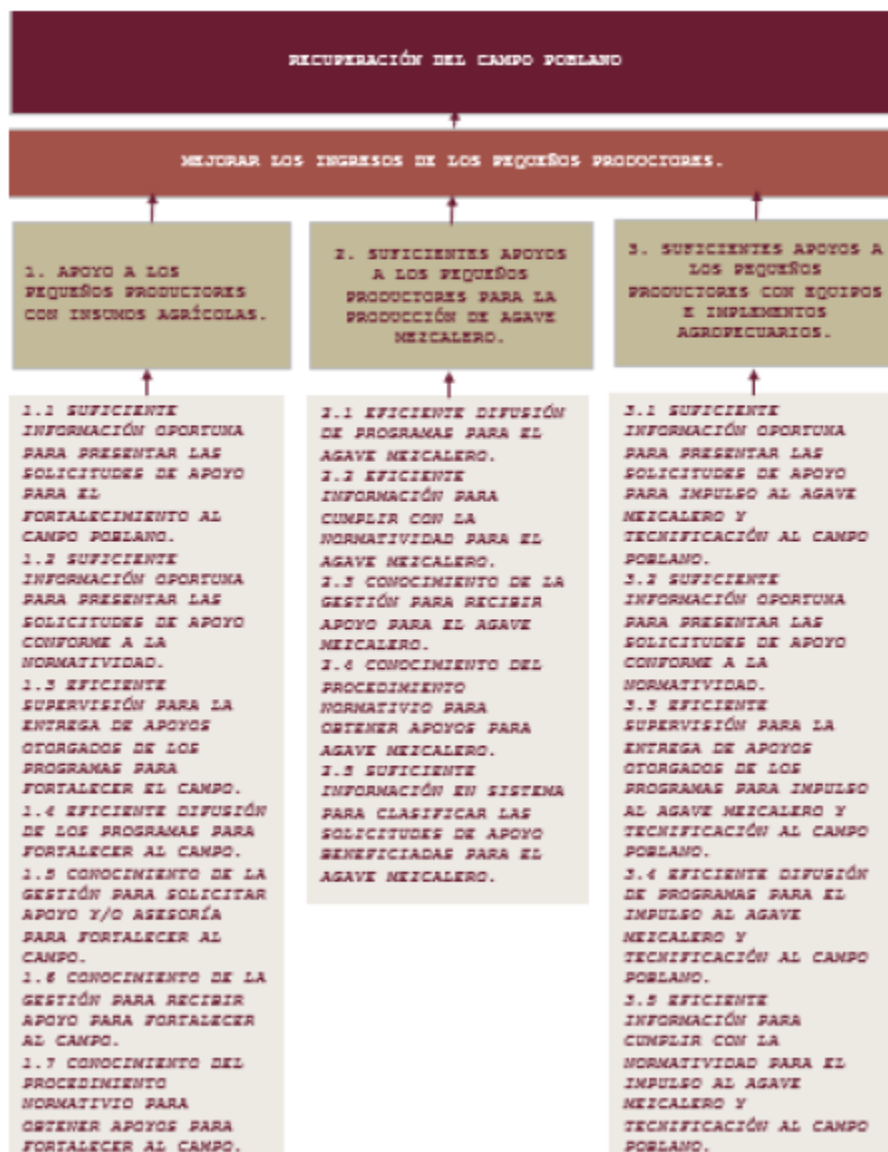 RECUPERACIÓN DEL CAMPO POBLANO
MEJORAR LOS INGRESOS DE LOS PEQUEÑOS PRODUCTORES.
1. APOYO A LOS
PEQUEÑOS PRODUCTORES
CON INSUMOS AGRÍCOLAS.
2. SUFICIENTES APOYOS
A LOS PEQUEÑOS
PRODUCTORES PARA LA
PRODUCCIÓN DE AGAVE
MEZCALERO.
3. SUFICIENTES APOYOS A
LOS PEQUEÑOS
PRODUCTORES CON EQUIPOS
E IMPLEMENTOS
AGROPECUARIOS.
1.1 SUFICIENTE
INFORMACIÓN OPORTUNA
PARA PRESENTAR LAS
SOLICITUDES DE APOYO
PARA EL
FORTALECIMIENTO AL
CAMPO POBLANO.
1.2 SUFICIENTE
INFORMACIÓN OPORTUNA
PARA PRESENTAR LAS
SOLICITUDES DE APOYO
CONFORME A LA
NORMATIVIDAD.
1.3 EFICIENTE
SUPERVISIÓN PARA LA
ENTREGA DE APOYOS
OTORGADOS DE LOS
PROGRAMAS PARA
FORTALECER EL CAMPO.
1.4 EFICIENTE DIFUSIÓN
DE LOS PROGRAMAS PARA
FORTALECER AL CAMPO.
1.5 CONOCIMIENTO DE LA
GESTIÓN PARA SOLICITAR
APOYO Y/O ASESORÍA
PARA FORTALECER AL
CAMPO.
1.6 CONOCIMIENTO DE LA
GESTIÓN PARA RECIBIR
APOYO PARA FORTALECER
AL CAMPO.
1.7 CONOCIMIENTO DEL
PROCEDIMIENTO
NORMATIVIO PARA
OBTENER APOYOS PARA
FORTALECER AL CAMPO.
2.1 EFICIENTE DIFUSIÓN
DE PROGRAMAS PARA EL
AGAVE MEZCALERO.
2.2 EFICIENTE
INFORMACIÓN PARA
CUMPLIR CON LA
NORMATIVIDAD PARA EL
AGAVE MEZCALERO.
2.3 CONOCIMIENTO DE LA
GESTIÓN PARA RECIBIR
APOYO PARA EL AGAVE
MEZCALERO.
2.4 CONOCIMIENTO DEL
PROCEDIMIENTO
NORMATIVIO PARA
OBTENER APOYOS PARA
AGAVE MEZCALERO.
2.5 SUFICIENTE
INFORMACIÓN EN SISTEMA
PARA CLASIFICAR LAS
SOLICITUDES DE APOYO
BENEFICIADAS PARA EL
AGAVE MEZCALERO.
3.1 SUFICIENTE
INFORMACIÓN OPORTUNA
PARA PRESENTAR LAS
SOLICITUDES DE APOYO
PARA IMPULSO AL AGAVE
MEZCALERO Y
TECNIFICACIÓN AL CAMPO
POBLANO.
3.2 SUFICIENTE
INFORMACIÓN OPORTUNA
PARA PRESENTAR LAS
SOLICITUDES DE APOYO
CONFORME A LA
NORMATIVIDAD.
3.3 EFICIENTE
SUPERVISIÓN PARA LA
ENTREGA DE APOYOS
OTORGADOS DE LOS
PROGRAMAS PARA IMPULSO
AL AGAVE MEZCALERO Y
TECNIFICACIÓN AL CAMPO
POBLANO.
3.4 EFICIENTE DIFUSIÓN
DE PROGRAMAS PARA EL
IMPULSO AL AGAVE
MEZCALERO Y
TECNIFICACIÓN AL CAMPO
POBLANO.
3.5 EFICIENTE
INFORMACIÓN PARA
CUMPLIR CON LA
NORMATIVIDAD PARA EL
IMPULSO AL AGAVE
MEZCALERO Y
TECNIFICACIÓN AL CAMPO
POBLANO.